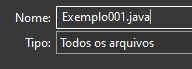 Nome: Exemplo001.java
Tipo: Todos os arquivos